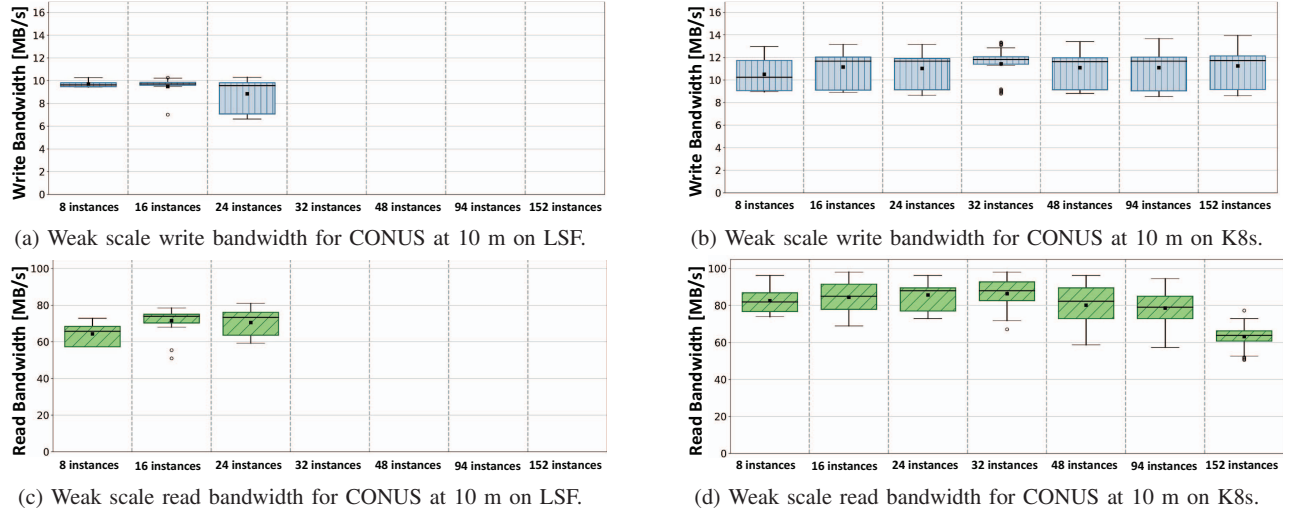 Write Bandwidth [MB/s]
16
14
12
10
8
6
4
2
0
8 instances 16 instances 24 instances 32 instances 48 instances 94 instances 152 instances
(a) Weak scale write bandwidth for CONUS at 10 m on LSF.
Write Bandwidth [MB/s]
16
14
12
10
8
6
4
2
0
8 instances 16 instances 24 instances 32 instances 48 instances 94 instances 152 instances
(b) Weak scale write bandwidth for CONUS at 10 m on K8s.
Read Bandwidth [MB/s]
100
80
60
40
20
0
8 instances 16 instances 24 instances 32 instances 48 instances 94 instances 152 instances
(c) Weak scale read bandwidth for CONUS at 10 m on LSF.
Read Bandwidth [MB/s]
100
80
60
40
20
0
8 instances 16 instances 24 instances 32 instances 48 instances 94 instances 152 instances
(d) Weak scale read bandwidth for CONUS at 10 m on K8s.